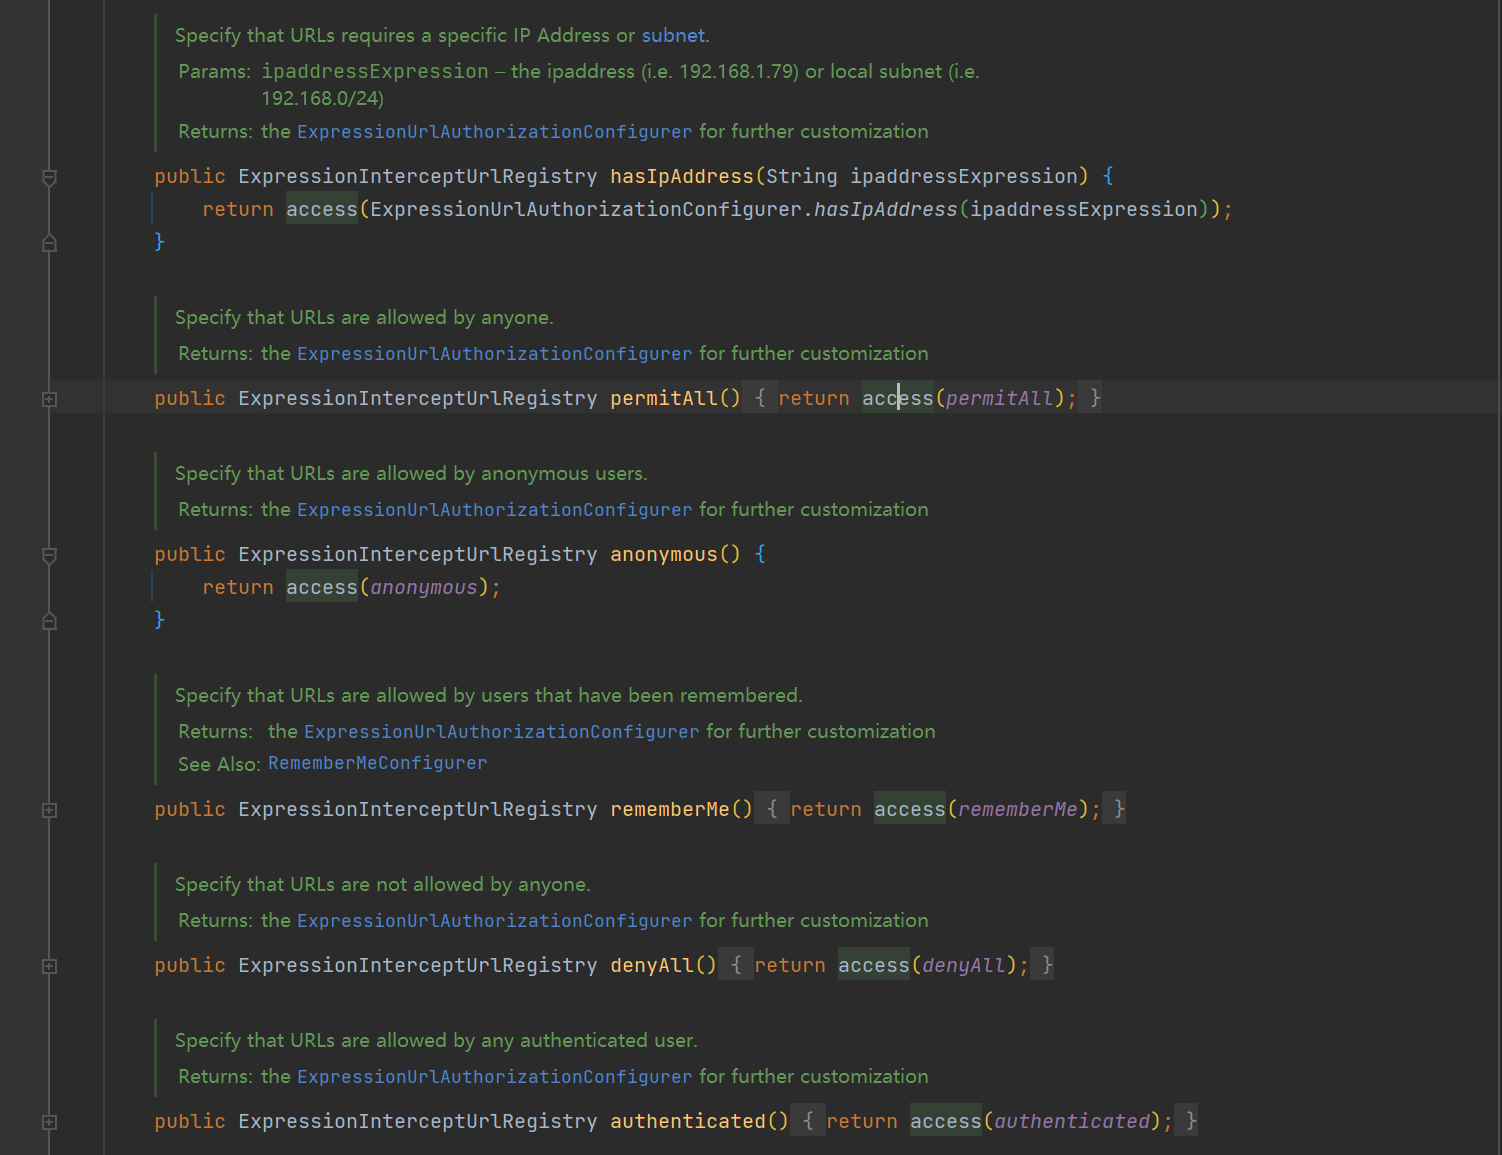 Specify that URLs requires a specific IP Address or subnet.
Params: ipaddressExpression – the ipaddress (i.e. 192.168.1.79) or local subnet (i.e.
192.168.0/24)
Returns: the ExpressionUrlAuthorizationConfigurer for further customization
public ExpressionInterceptUrlRegistry hasIpAddress(String ipaddressExpression) {
return access(ExpressionUrlAuthorizationConfigurer.hasIpAddress(ipaddressExpression));
}
Specify that URLs are allowed by anyone.
Returns: the ExpressionUrlAuthorizationConfigurer for further customization
public ExpressionInterceptUrlRegistry permitAll() { return access(permitAll); }
Specify that URLs are allowed by anonymous users.
Returns: the ExpressionUrlAuthorizationConfigurer for further customization
public ExpressionInterceptUrlRegistry anonymous() {
return access(anonymous);
}
Specify that URLs are allowed by users that have been remembered.
Returns: the ExpressionUrlAuthorizationConfigurer for further customization
See Also: RememberMeConfigurer
public ExpressionInterceptUrlRegistry rememberMe() { return access(rememberMe); }
Specify that URLs are not allowed by anyone.
Returns: the ExpressionUrlAuthorizationConfigurer for further customization
public ExpressionInterceptUrlRegistry denyAll() { return access(denyAll); }
Specify that URLs are allowed by any authenticated user.
Returns: the ExpressionUrlAuthorizationConfigurer for further customization
public ExpressionInterceptUrlRegistry authenticated() { return access(authenticated); }